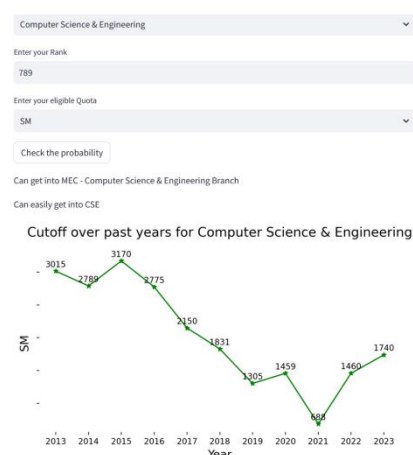 Computer Science & Engineering
Enter your Rank
789
Enter your eligible Quota
SM
Check the probability
Can get into MEC - Computer Science & Engineering Branch
Can easily get into CSE
Cutoff over past years for Computer Science & Engineering
3015
2789
3170
2775
2150
1831
1305
1459
688
1460
1740
SM
2013 2014 2015 2016 2017 2018 2019 2020 2021 2022 2023
Year